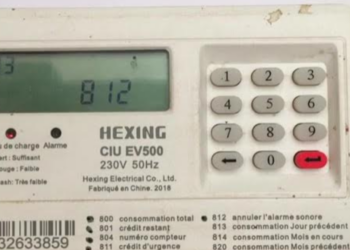 3
812
de charge Alarme
ert : Suffisant
Orange : Faible
Rouge: Très faible
HEXING
CIU EV500
230V 50Hz
Hexing Electrical Co., Ltd.
Fabriqué en Chine. 2018
1 2 3
4 5 6
7 8 9
0
32633859
800 consommation total
801 crédit restant
804 numéro compteur
811 crédit d'urgence
812 annuler l'alarme sonore
813 consommation Jour précédent
814 consommation Mois en cours
820 consommation Mois précédent